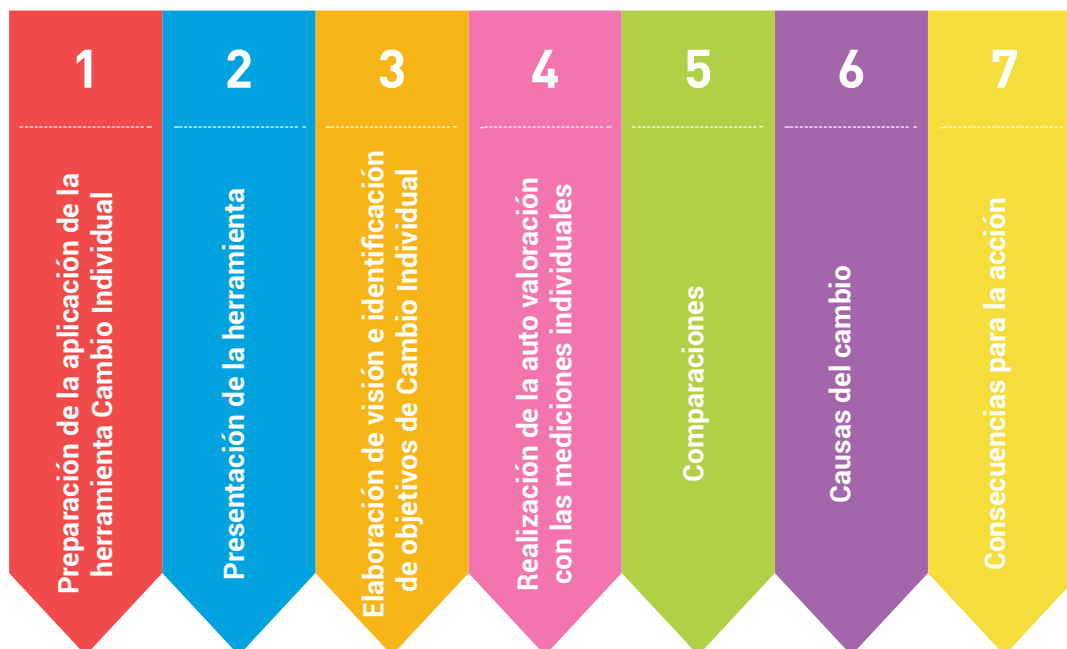 1
Preparación de la aplicación de la
herramienta Cambio Individual
2
Presentación de la herramienta
3
Elaboración de visión e identificación
de objetivos de Cambio Individual
4
Realización de la auto valoración
con las mediciones individuales
5
Comparaciones
6
Causas del cambio
7
Consecuencias para la acción